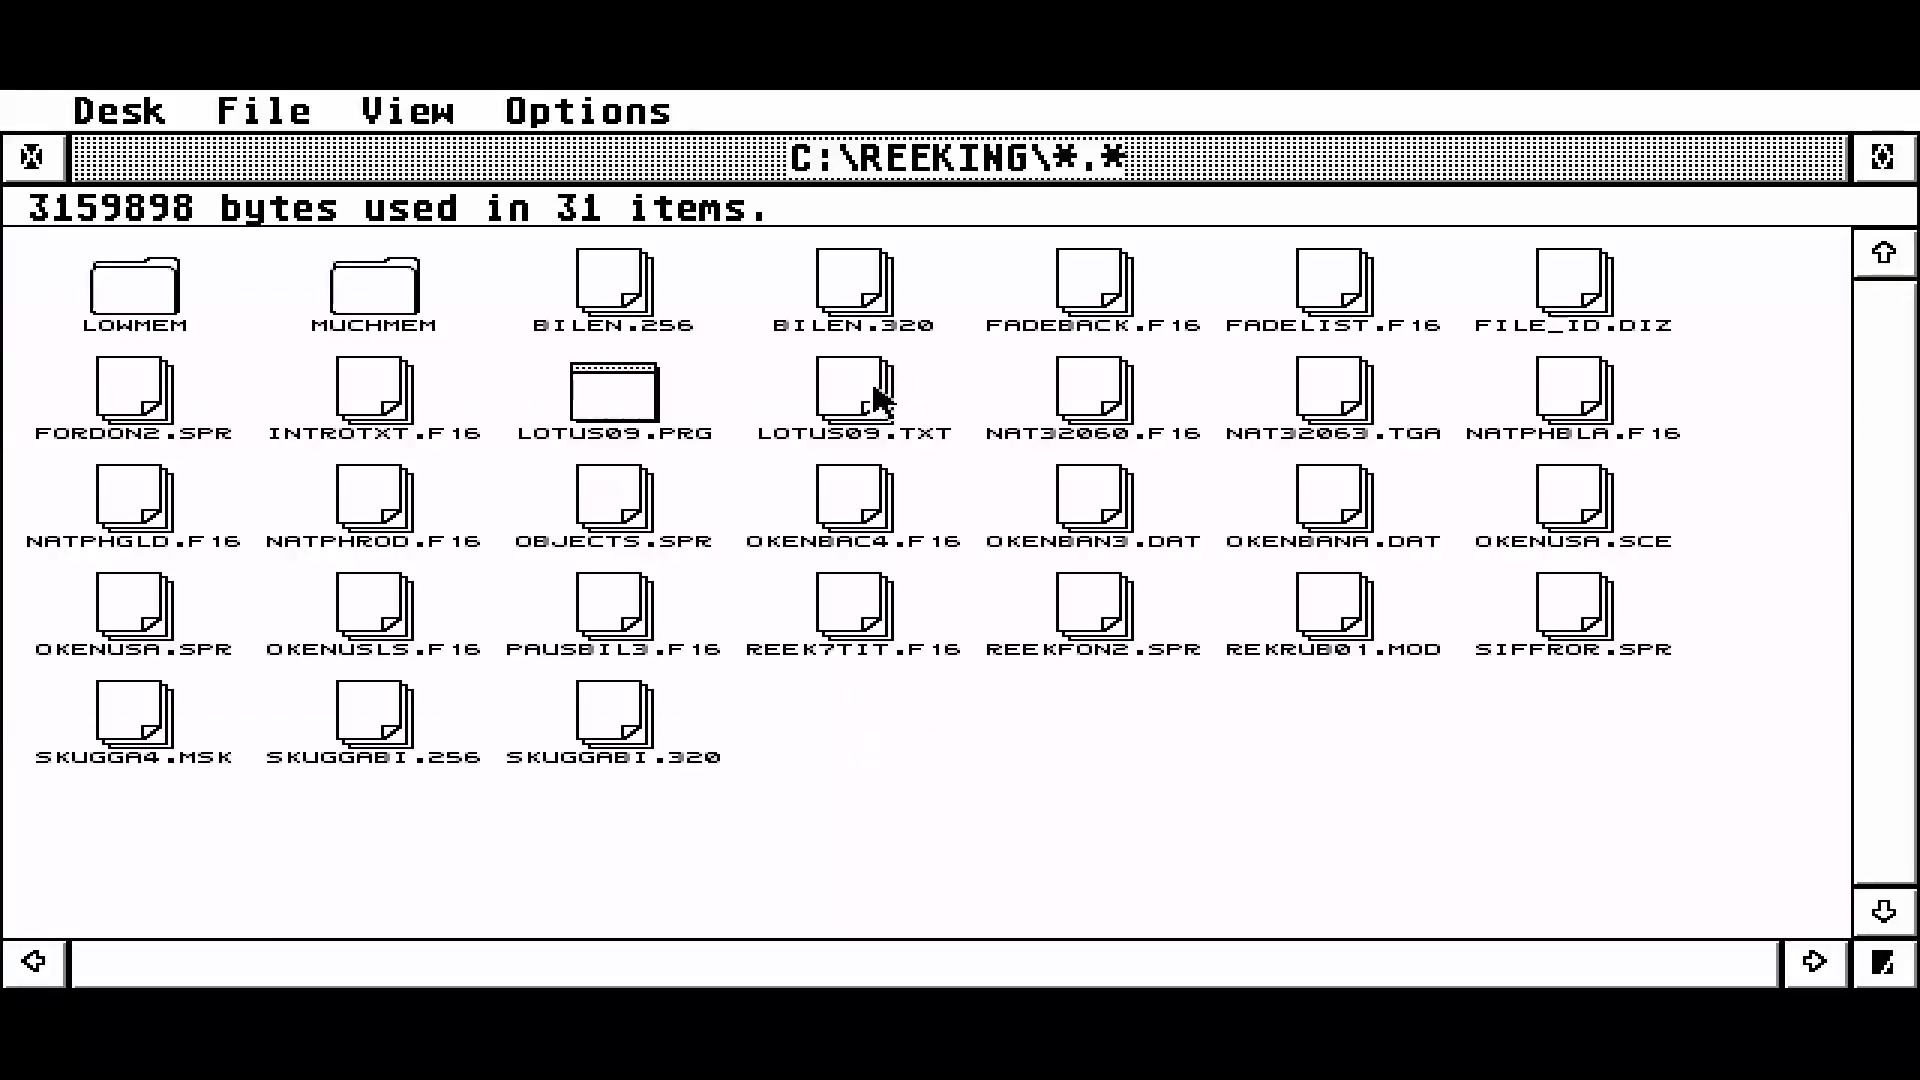 Desk File View Options
C:\REEKING\*.*
3159898 bytes used in 31 items.
LOWMEM MUCHMEM BILEN.256 BILEN.320 FADEBACK.F16 FADELIST.F16 FILE_ID.DIZ
FORDON2.SPR INTROTXT.F16 LOTUS09.PRG LOTUS09.TXT NAT32060.F16 NAT32063.TGA NATPHBLA.F16
NATPHGLD.F16 NATPHROD.F16 OBJECTS.SPR OKENBAC4.F16 OKENBAN3.DAT OKENBANA.DAT OKENUSA.SCE
OKENUSA.SPR OKENUSLS.F16 PAUSBIL3.F16 REEK7TIT.F16 REEKFON2.SPR REKRUB01.MOD SIFFROR.SPR
SKUGGA4.MSK SKUGGABI.256 SKUGGABI.320